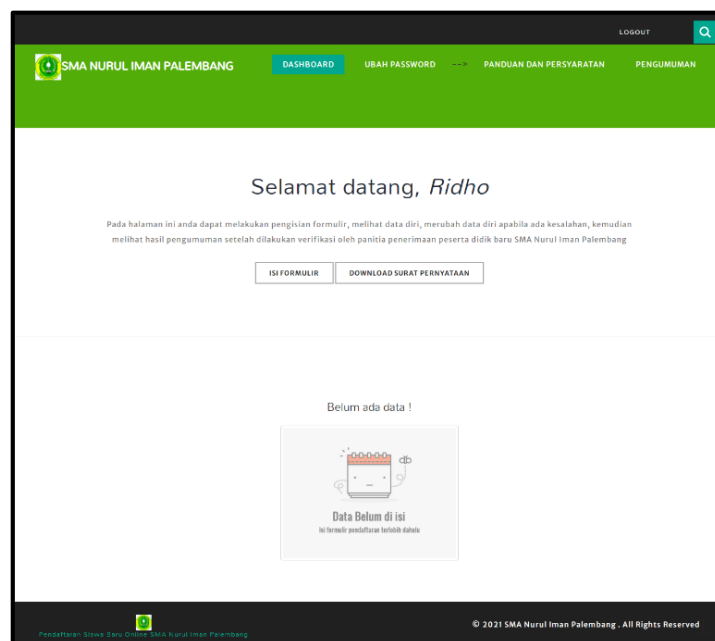 LOGOUT
SMA NURUL IMAN PALEMBANG
DASHBOARD UBAH PASSWORD --> PANDUAN DAN PERSYARATAN PENGUMUMAN
Selamat datang, Ridho
Pada halaman ini anda dapat melakukan pengisian formulir, melihat data diri, merubah data diri apabila ada kesalahan, kemudian
melihat hasil pengumuman setelah dilakukan verifikasi oleh panitia penerimaan peserta didik baru SMA Nurul Iman Palembang
ISI FORMULIR DOWNLOAD SURAT PERNYATAAN
Belum ada data !
Data Belum di isi
Isi formulir pendaftaran terlebih dahulu
Pendaftaran Siswa Baru Online SMA Nurul Iman Palembang
© 2021 SMA Nurul Iman Palembang . All Rights Reserved